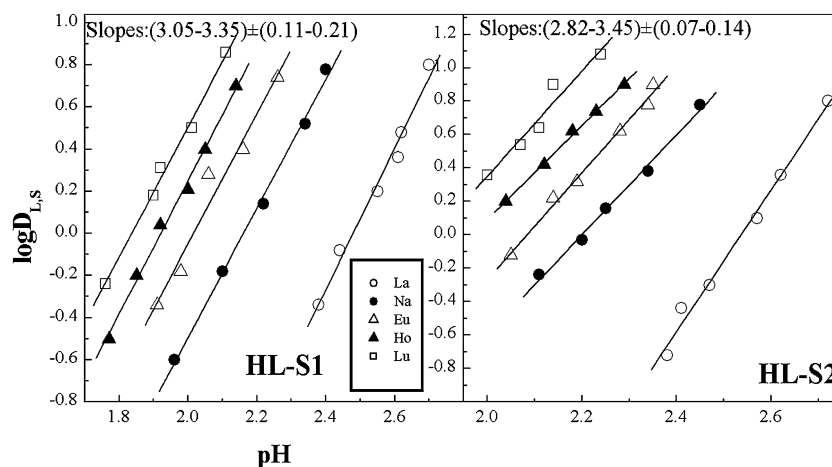 Slopes:(3.05-3.35)±(0.11-0.21)
Slopes:(2.82-3.45)±(0.07-0.14)
0.8
0.6
0.4
0.2
0.0
-0.2
-0.4
-0.6
-0.8
logD L,S
1.2
1.0
0.8
0.6
0.4
0.2
0.0
-0.2
-0.4
-0.6
-0.8
La
Na
Eu
Ho
Lu
HL-S1
HL-S2
1.8 2.0 2.2 2.4 2.6
2.0 2.2 2.4 2.6
pH
pH